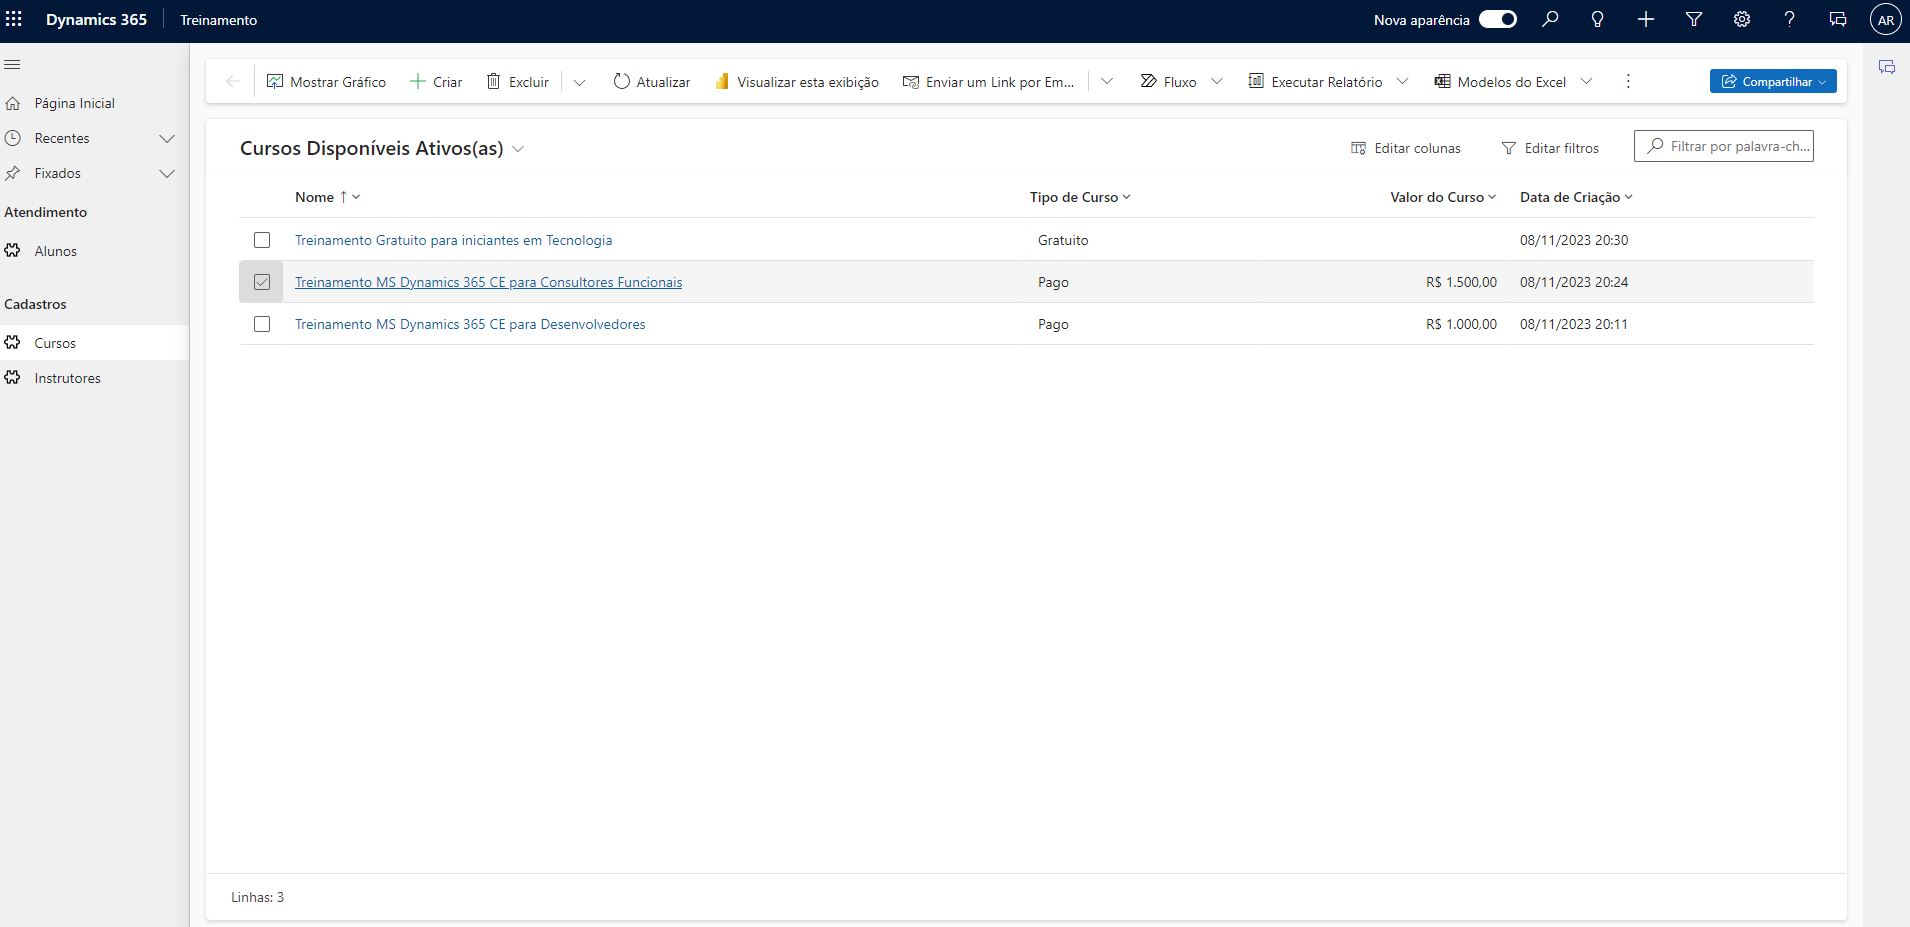 Dynamics 365 Treinamento Nova aparência AR
Mostrar Gráfico Criar Excluir Atualizar Visualizar esta exibição Enviar um Link por Em... Fluxo Executar Relatório Modelos do Excel Compartilhar
Página Inicial
Recentes
Fixados
Atendimento
Alunos
Cadastros
Cursos
Instrutores
Cursos Disponíveis Ativos(as) Editar colunas Editar filtros Filtrar por palavra-ch...
Nome ↑ Tipo de Curso Valor do Curso Data de Criação
Treinamento Gratuito para iniciantes em Tecnologia Gratuito 08/11/2023 20:30
Treinamento MS Dynamics 365 CE para Consultores Funcionais Pago R$ 1.500,00 08/11/2023 20:24
Treinamento MS Dynamics 365 CE para Desenvolvedores Pago R$ 1.000,00 08/11/2023 20:11
Linhas: 3